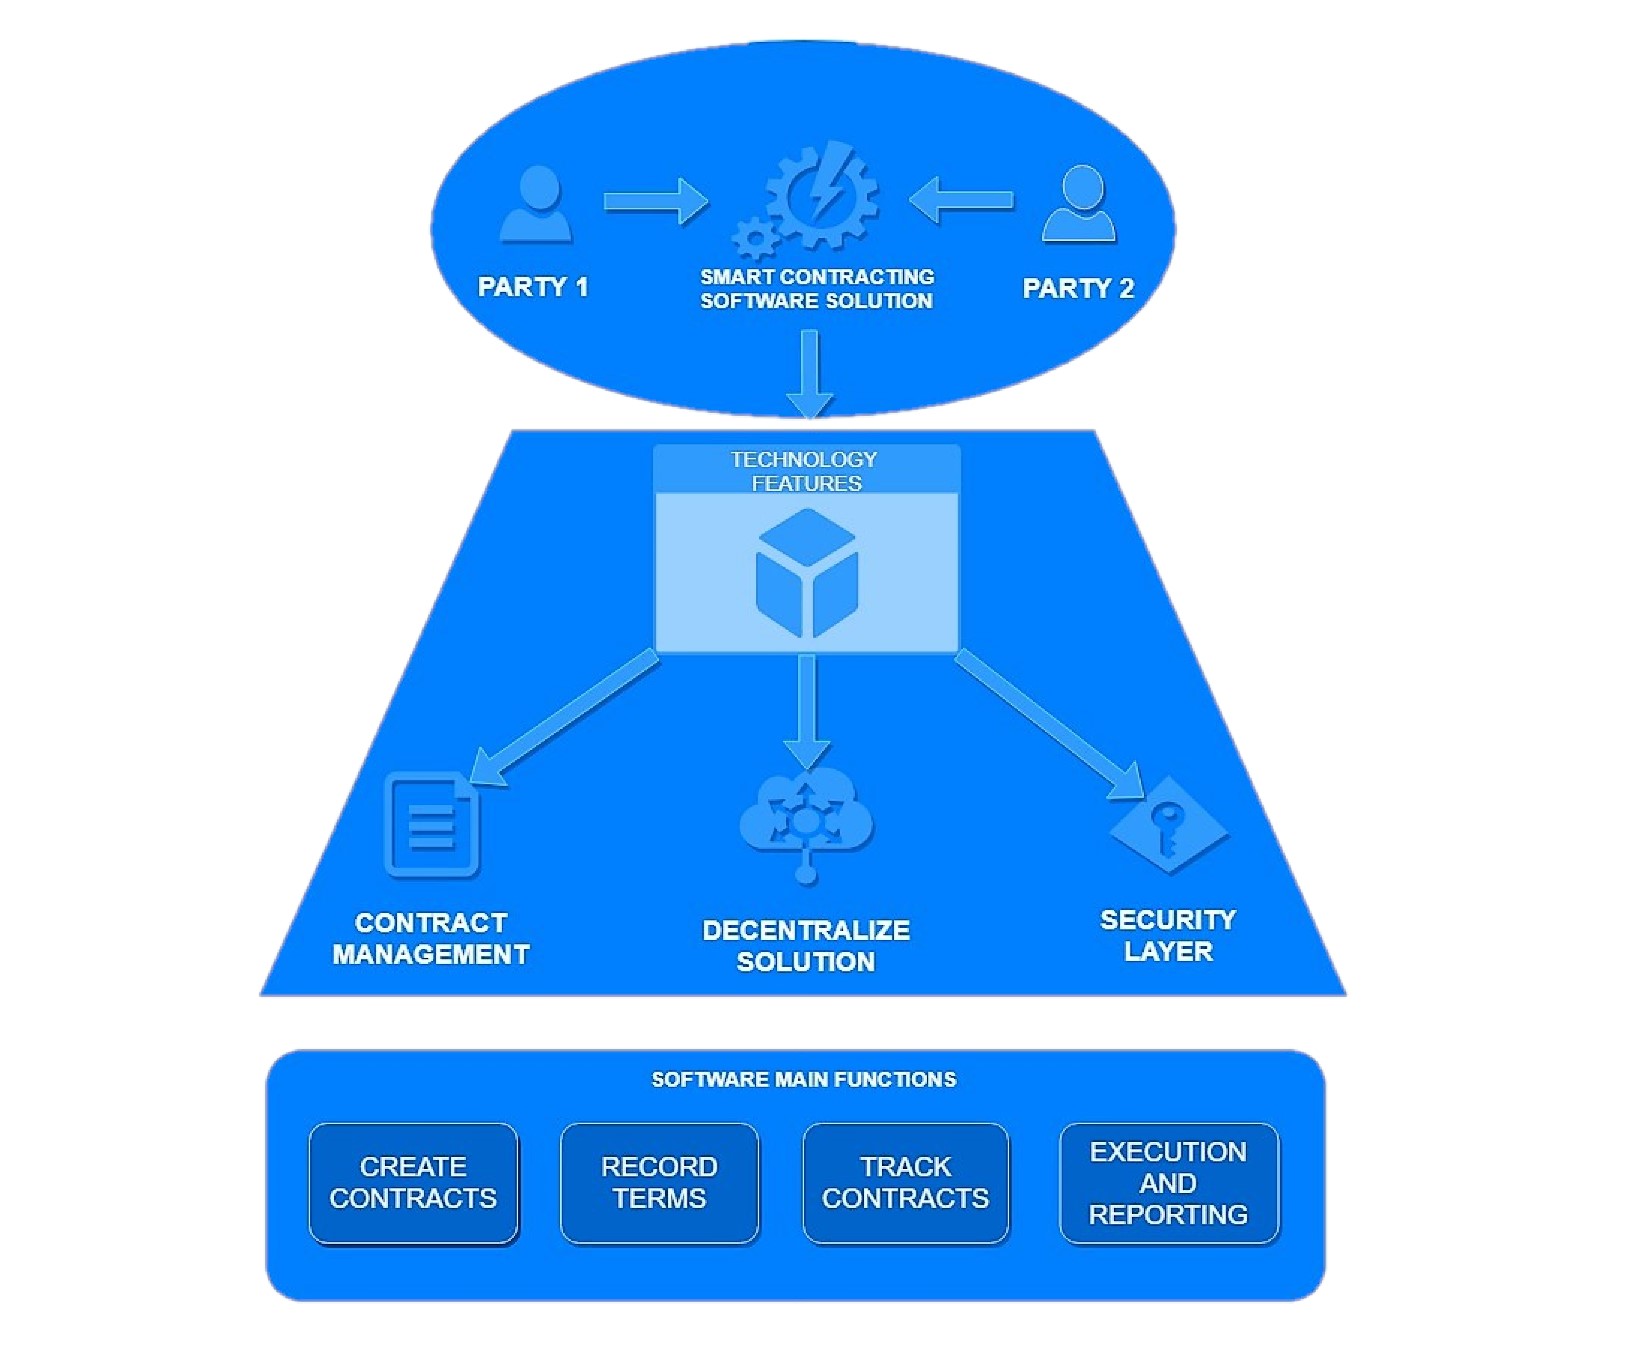 PARTY 1
SMART CONTRACTING
SOFTWARE SOLUTION
PARTY 2
TECHNOLOGY
FEATURES
CONTRACT
MANAGEMENT
DECENTRALIZE
SOLUTION
SECURITY
LAYER
SOFTWARE MAIN FUNCTIONS
CREATE
CONTRACTS
RECORD
TERMS
TRACK
CONTRACTS
EXECUTION
AND
REPORTING